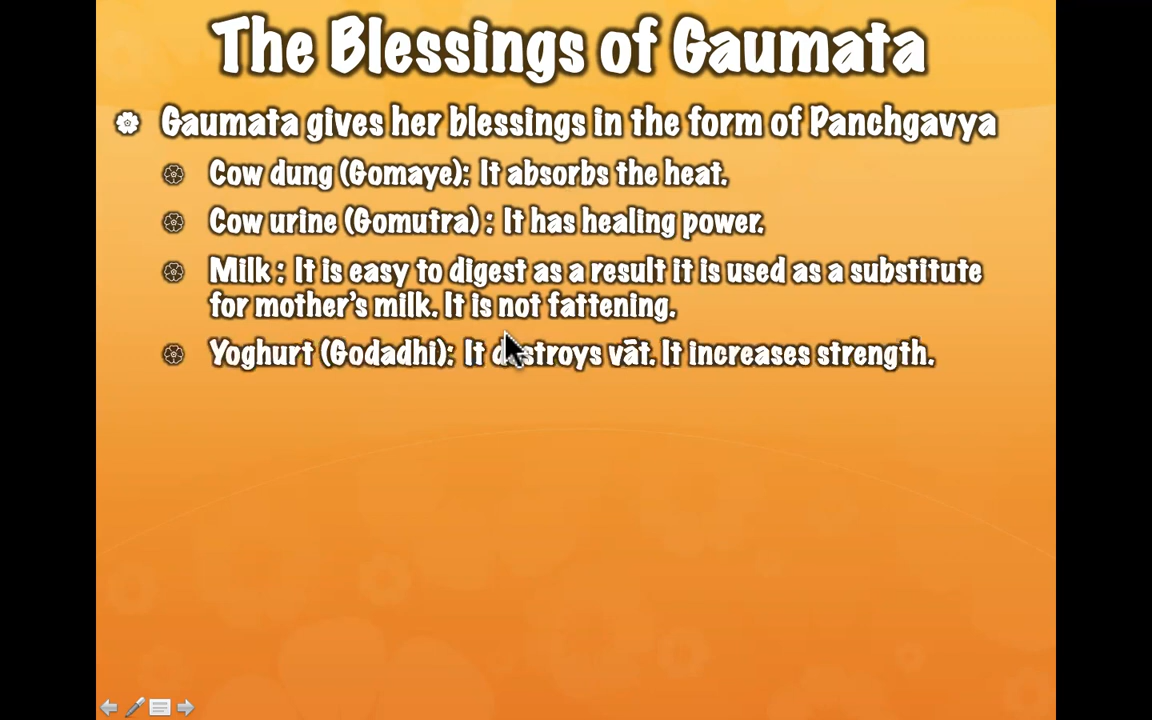 The Blessings of Gaumata
Gaumata gives her blessings in the form of Panchgavya
Cow dung (Gomaye): It absorbs the heat.
Cow urine (Gomutra) : It has healing power.
Milk : It is easy to digest as a result it is used as a substitute
for mother's milk. It is not fattening.
Yoghurt (Godadhi): It destroys vāt. It increases strength.